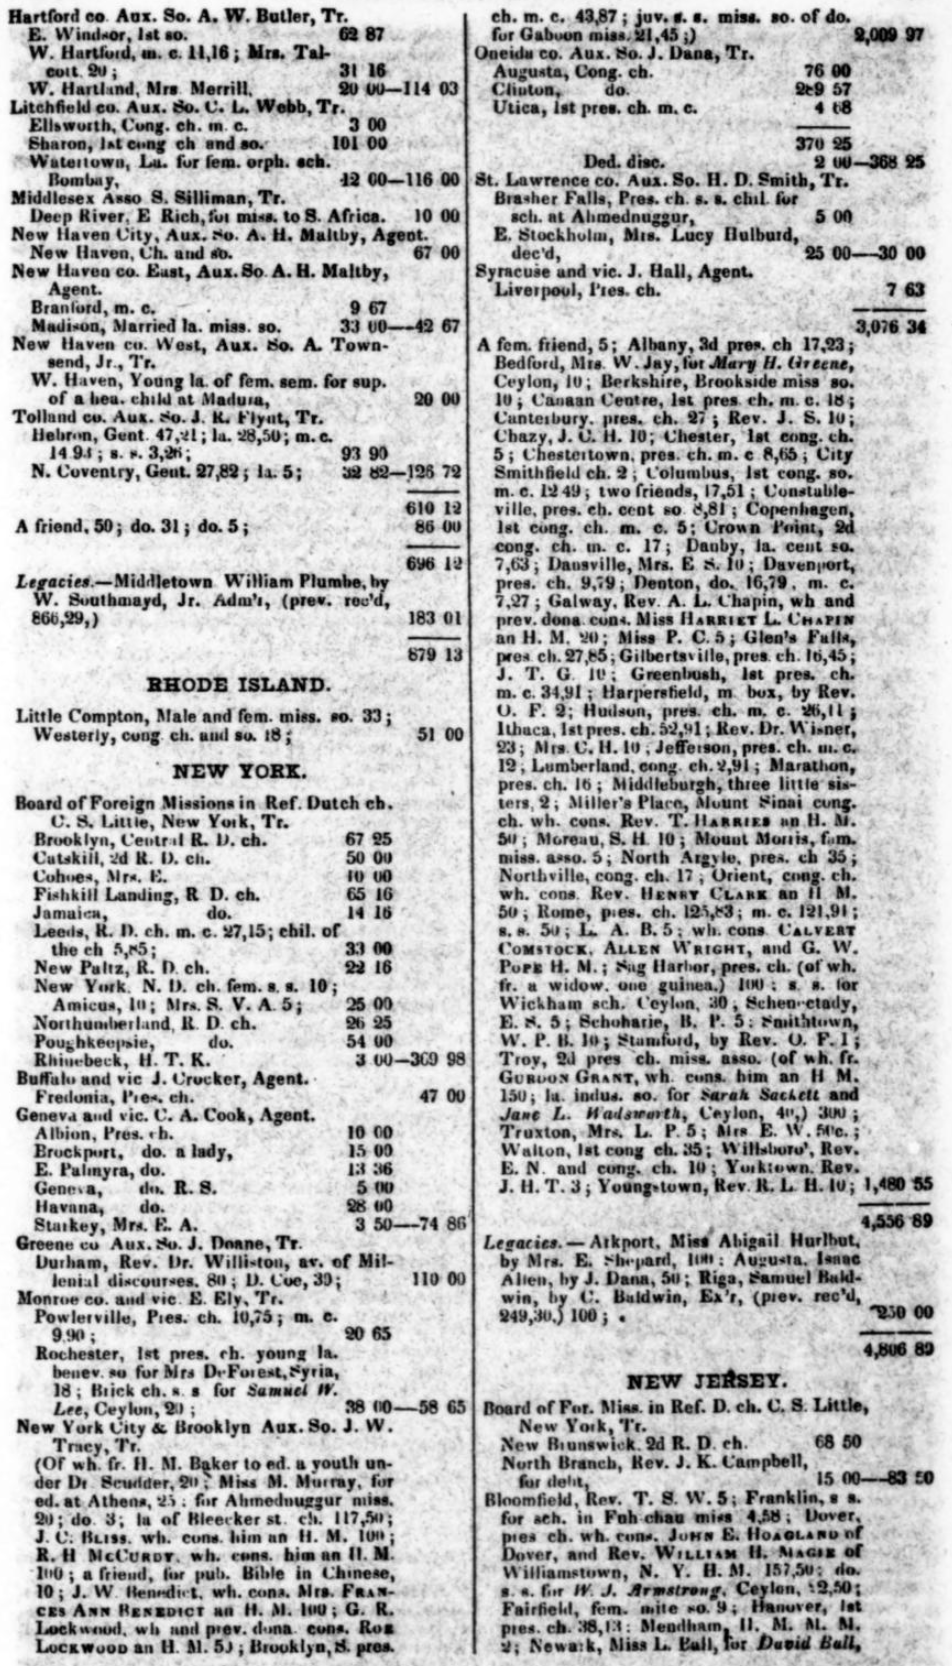 Hartford co. Aux. So. A. W. Butler, Tr.
E. Windsor, 1st so. 62 87
W. Hartford, m. c. 11,16; Mrs. Tal-
cott, 20; 31 16
W. Hartland, Mrs. Merrill, 20 00—114 03
Litchfield co. Aux. So. C. L. Webb, Tr.
Ellsworth, Cong. ch. m. c. 3 00
Sharon, 1st cong ch and so. 101 00
Watertown, La. for fem. orph. sch.
Bombay, 12 00—116 00
Middlesex Asso S. Silliman, Tr.
Deep River, E Rich, for miss. to S. Africa. 10 00
New Haven City, Aux. So. A. H. Maltby, Agent.
New Haven, Ch. and so. 67 00
New Haven co. East, Aux. So. A. H. Maltby,
Agent.
Branford, m. c. 9 67
Madison, Married la. miss. so. 33 00—42 67
New Haven co. West, Aux. So. A. Town-
send, Jr., Tr.
W. Haven, Young la. of fem. sem. for sup.
of a hea. child at Madura, 20 00
Tolland co. Aux. So. J. R. Flynt, Tr.
Hebron, Gent. 47,21; la. 28,50; m. c.
14 93; s. s. 3,26; 93 90
N. Coventry, Gent. 27,82; la. 5; 32 82—126 72
610 12
A friend, 50; do. 31; do. 5; 86 00
696 12
Legacies.—Middletown William Plumbe, by
W. Southmayd, Jr. Adm'r, (prev. rec'd,
866,29,) 183 01
879 13
RHODE ISLAND.
Little Compton, Male and fem. miss. so. 33;
Westerly, cong ch. and so. 18; 51 00
NEW YORK.
Board of Foreign Missions in Ref. Dutch ch.
C. S. Little, New York, Tr.
Brooklyn, Central R. D. ch. 67 25
Catskill, 2d R. D. ch. 50 00
Cohoes, Mrs. E. 10 00
Fishkill Landing, R D. ch. 65 16
Jamaica, do. 14 16
Leeds, R. D. ch. m. c. 27,15; chil. of
the ch 5,85; 33 00
New Paltz, R. D. ch. 22 16
New York, N. D. ch. fem. s. s. 10;
Amicus, 10; Mrs. S. V. A. 5; 25 00
Northumberland, R. D. ch. 26 25
Poughkeepsie, do. 54 00
Rhinebeck, H. T. K. 3 00—369 98
Buffalo and vic J. Crocker, Agent.
Fredonia, Pres. ch. 47 00
Geneva and vic. C. A. Cook, Agent.
Albion, Pres. ch. 10 00
Brockport, do. a lady, 15 00
E. Palmyra, do. 13 36
Geneva, do. R. S. 5 00
Havana, do. 28 00
Starkey, Mrs. E. A. 3 50—74 86
Greene co Aux. So. J. Doane, Tr.
Durham, Rev. Dr. Williston, av. of Mil-
lenial discourses, 80; D. Coe, 30; 110 00
Monroe co. and vic. E. Ely, Tr.
Fowlerville, Pres. ch. 10,75; m. c.
9,90; 20 65
Rochester, 1st pres. ch. young la.
benev. so for Mrs DeForest, Syria,
18; Brick ch. s. s for Samuel W.
Lee, Ceylon, 20; 38 00—58 65
New York City & Brooklyn Aux. So. J. W.
Tracy, Tr.
(Of wh. fr. H. M. Baker to ed. a youth un-
der Dr Scudder, 20; Miss M. Murray, for
ed. at Athens, 25; for Ahmednuggur miss.
20; do. 3; la of Bleecker st. ch. 117,50;
J. C. BLISS, wh. cons. him an H. M. 100;
R. H McCURDY, wh. cons. him an H. M.
100; a friend, for pub. Bible in Chinese,
10; J. W. Benedict, wh. cons. Mrs. FRAN-
CES ANN BENEDICT an H. M. 100; G. R.
Lockwood, wh and prev. dona. cons. ROE
LOCKWOOD an H. M. 50; Brooklyn, S. pres.
ch. m. c. 43,87; juv. s. s. miss. so. of do.
for Gaboon miss. 21,45;) 2,009 97
Oneida co. Aux. So. J. Dana, Tr.
Augusta, Cong. ch. 76 00
Clinton, do. 289 57
Utica, 1st pres. ch. m. c. 4 68
370 25
Ded. disc. 2 00—368 25
St. Lawrence co. Aux. So. H. D. Smith, Tr.
Brasher Falls, Pres. ch. s. s. chil. for
sch. at Ahmednuggur, 5 00
E. Stockholm, Mrs. Lucy Hulburd,
dec'd, 25 00—30 00
Syracuse and vic. J. Hall, Agent.
Liverpool, Pres. ch. 7 63
3,076 34
A fem. friend, 5; Albany, 3d pres. ch 17,23;
Bedford, Mrs. W. Jay, for Mary H. Greene,
Ceylon, 10; Berkshire, Brookside miss so.
10; Canaan Centre, 1st pres. ch. m. c. 18;
Canterbury, pres. ch. 27; Rev. J. S. 10;
Chazy, J. C. H. 10; Chester, 1st cong. ch.
5; Chestertown, pres. ch. m. c 8,65; City
Smithfield ch. 2; Columbus, 1st cong. so.
m. c. 12 49; two friends, 17,51; Constable-
ville, pres. ch. cent so 8,81; Copenhagen,
1st cong. ch. m. c. 5; Crown Point, 2d
cong. ch. m. c. 17; Danby, la. cent so.
7,63; Dansville, Mrs. E S. 10; Davenport,
pres. ch. 9,79; Denton, do. 16,79, m. c.
7,27; Galway, Rev. A. L. Chapin, wh and
prev. dona. cons. Miss HARRIET L. CHAPIN
an H. M. 20; Miss P. C. 5; Glen's Falls,
pres ch. 27,85; Gilbertsville, pres. ch. 16,45;
J. T. G. 10; Greenbush, 1st pres. ch.
m. c. 34,91; Harpersfield, m box, by Rev.
O. F. 2; Hudson, pres. ch. m. c. 26,11;
Ithaca, 1st pres. ch. 52,91; Rev. Dr. Wisner,
23; Mrs. C. H. 10; Jefferson, pres. ch. m. c.
12; Lumberland, cong. ch. 2,91; Marathon,
pres. ch. 16; Middleburgh, three little sis-
ters, 2; Miller's Place, Mount Sinai cong.
ch. wh. cons. Rev. T. HARRIES an H. M.
50; Moreau, S. H. 10; Mount Morris, fem.
miss. asso. 5; North Argyle, pres. ch 35;
Northville, cong. ch. 17; Orient, cong. ch.
wh. cons. Rev. HENRY CLARK an H M.
50; Rome, pres. ch. 125,83; m. c. 121,91;
s. s. 50; L. A. B. 5; wh. cons. CALVERT
COMSTOCK, ALLEN WRIGHT, and G. W.
POPE H. M.; Sag Harbor, pres. ch. (of wh.
fr. a widow, one guinea.) 100; s. s. for
Wickham sch. Ceylon, 30; Schenectady,
E. S. 5; Schoharie, B. P. 5; Smithtown,
W. P. B. 10; Stamford, by Rev. O. F. 1;
Troy, 2d pres ch. miss. asso. (of wh. fr.
GURDON GRANT, wh. cons. him an H M.
150; la. indus. so. for Sarah Sackett and
Jane L. Wadsworth, Ceylon, 40,) 300;
Truxton, Mrs. L. P. 5; Mrs E. W. 50c.;
Walton, 1st cong ch. 35; Willsboro', Rev.
E. N. and cong. ch. 10; Yorktown, Rev.
J. H. T. 3; Youngstown, Rev. R. L. H. 10; 1,480 55
4,556 89
Legacies.—Arkport, Miss Abigail Hurlbut,
by Mrs. E. Shepard, 100; Augusta, Isaac
Allen, by J. Dana, 50; Riga, Samuel Bald-
win, by C. Baldwin, Ex'r, (prev. rec'd,
249,30,) 100; 250 00
4,806 89
NEW JERSEY.
Board of For. Miss. in Ref. D. ch. C. S. Little,
New York, Tr.
New Brunswick, 2d R. D. ch. 68 50
North Branch, Rev. J. K. Campbell,
for debt, 15 00—83 50
Bloomfield, Rev. T. S. W. 5; Franklin, s s.
for sch. in Fuh chau miss 4,58; Dover,
pres ch. wh. cons. JOHN E. HOAGLAND of
Dover, and Rev. WILLIAM H. MAGIE of
Williamstown, N. Y. H. M. 157,50; do.
s. s. for W. J. Armstrong, Ceylon, 12,50;
Fairfield, fem. mite so. 9; Hanover, 1st
pres. ch. 38,13; Mendham, H. M. M. M.
2; Newark, Miss L. Ball, for David Ball,